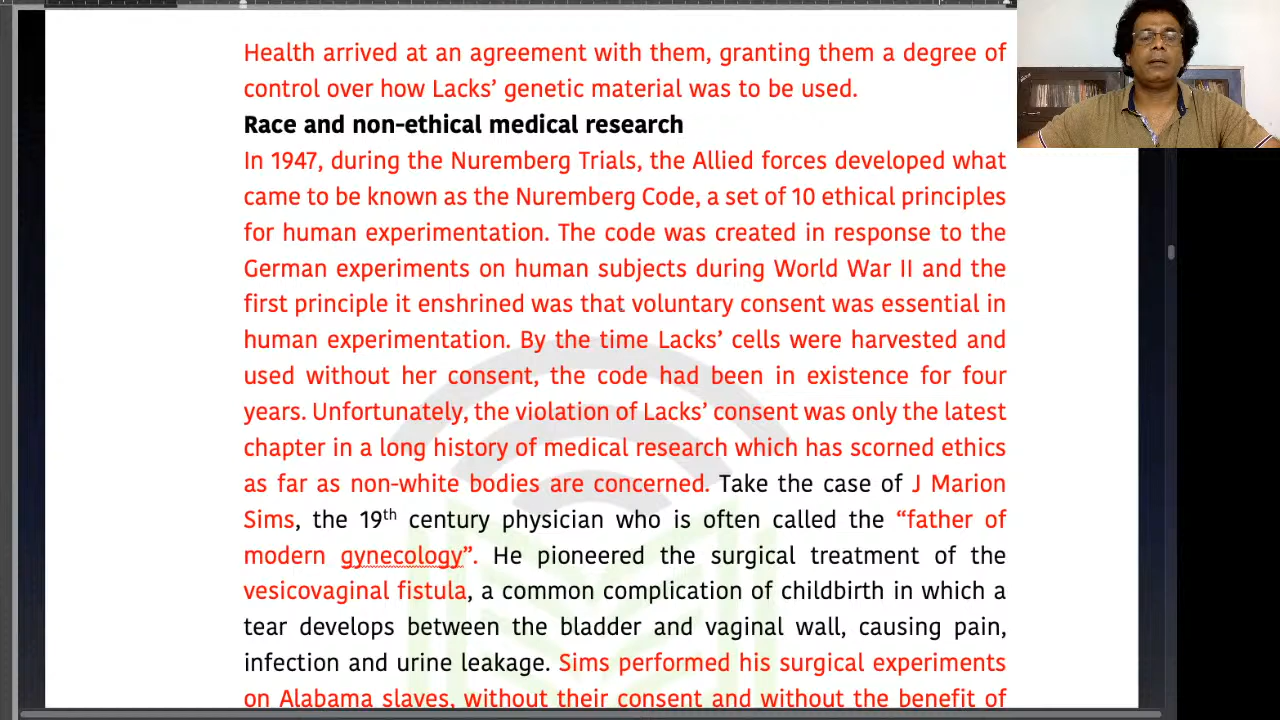 Health arrived at an agreement with them, granting them a degree of
control over how Lacks’ genetic material was to be used.
Race and non-ethical medical research
In 1947, during the Nuremberg Trials, the Allied forces developed what
came to be known as the Nuremberg Code, a set of 10 ethical principles
for human experimentation. The code was created in response to the
German experiments on human subjects during World War II and the
first principle it enshrined was that voluntary consent was essential in
human experimentation. By the time Lacks’ cells were harvested and
used without her consent, the code had been in existence for four
years. Unfortunately, the violation of Lacks’ consent was only the latest
chapter in a long history of medical research which has scorned ethics
as far as non-white bodies are concerned. Take the case of J Marion
Sims, the 19th century physician who is often called the “father of
modern gynecology”. He pioneered the surgical treatment of the
vesicovaginal fistula, a common complication of childbirth in which a
tear develops between the bladder and vaginal wall, causing pain,
infection and urine leakage. Sims performed his surgical experiments
on Alabama slaves, without their consent and without the benefit of